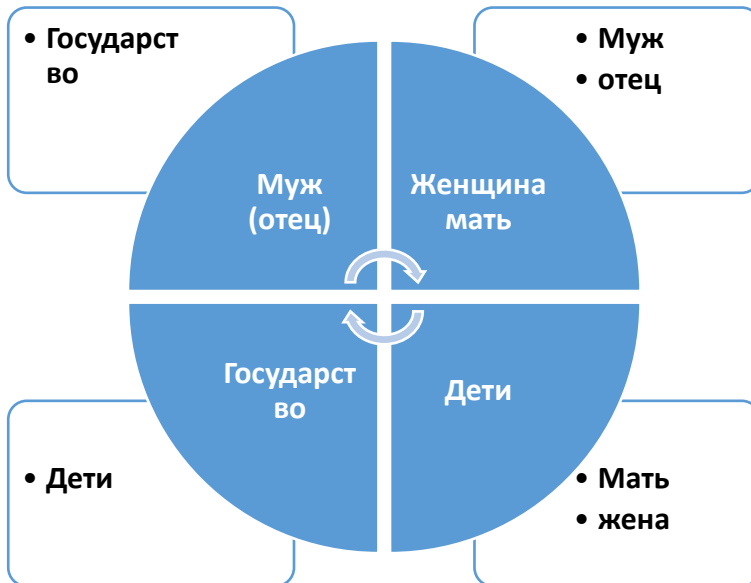 • Государст
во
• Муж
• отец
Муж
(отец)
Женщина
мать
Государст
во
Дети
• Дети
• Мать
• жена